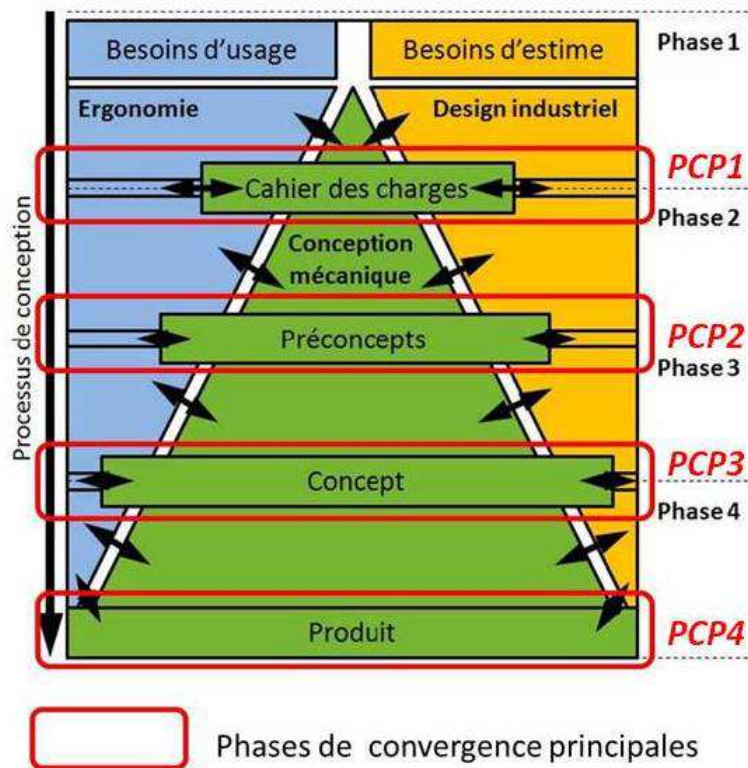 Besoins d'usage
Besoins d'estime
Phase 1
Ergonomie
Design industriel
PCP1
Cahier des charges
Phase 2
Conception
mécanique
PCP2
Préconcepts
Phase 3
Processus de conception
PCP3
Concept
Phase 4
Produit
PCP4
Phases de convergence principales